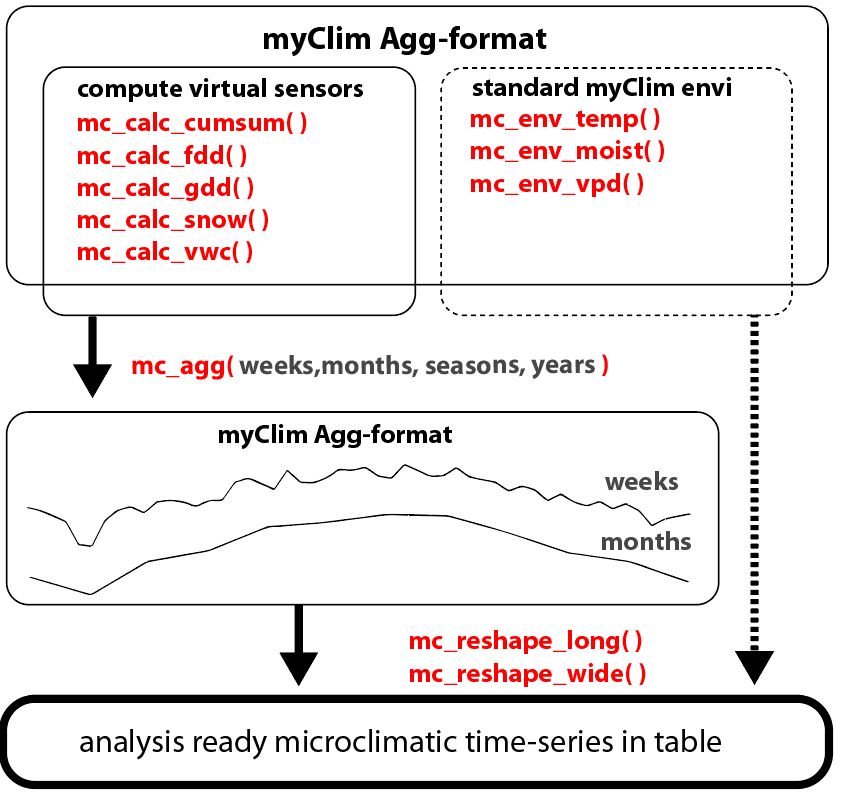 myClim Agg-format
compute virtual sensors
mc_calc_cumsum( )
mc_calc_fdd( )
mc_calc_gdd( )
mc_calc_snow( )
mc_calc_vwc( )
standard myClim envi
mc_env_temp( )
mc_env_moist( )
mc_env_vpd( )
mc_agg( weeks,months, seasons, years )
myClim Agg-format
weeks
months
mc_reshape_long( )
mc_reshape_wide( )
analysis ready microclimatic time-series in table